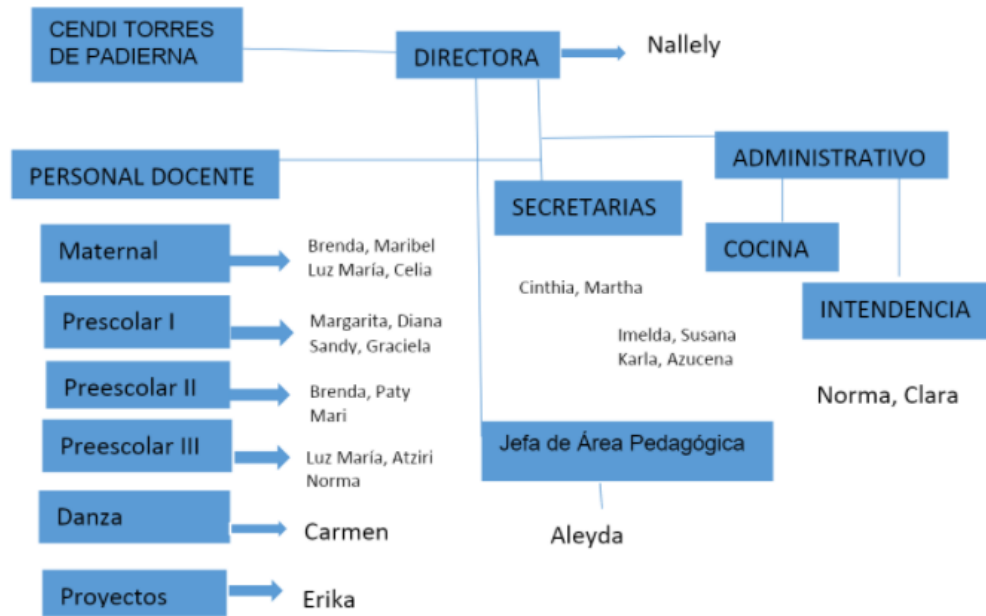 CENDI TORRES
DE PADIERNA
DIRECTORA
Nallely
PERSONAL DOCENTE
SECRETARIAS
ADMINISTRATIVO
COCINA
INTENDENCIA
Maternal
Brenda, Maribel
Luz María, Celia
Prescolar I
Margarita, Diana
Sandy, Graciela
Preescolar II
Brenda, Paty
Mari
Preescolar III
Luz María, Atziri
Norma
Danza
Carmen
Proyectos
Erika
Cinthia, Martha
Imelda, Susana
Karla, Azucena
Norma, Clara
Jefa de Área Pedagógica
Aleyda